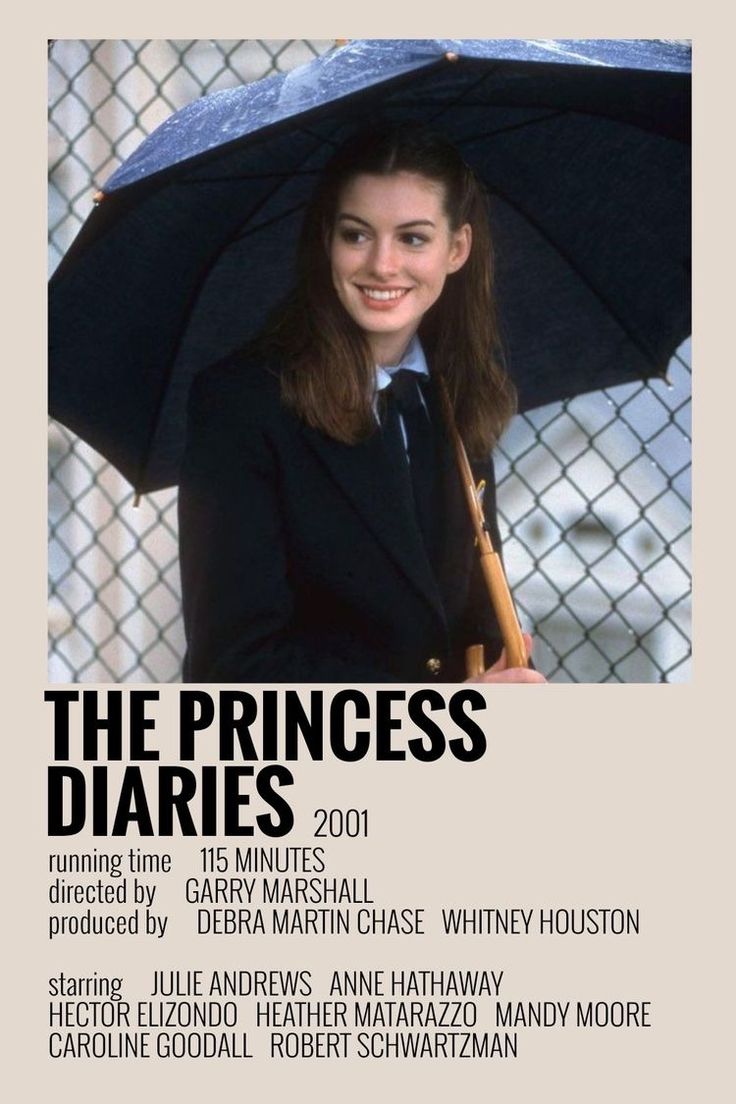 THE PRINCESS
DIARIES 2001
running time 115 MINUTES
directed by GARRY MARSHALL
produced by DEBRA MARTIN CHASE WHITNEY HOUSTON
starring JULIE ANDREWS ANNE HATHAWAY
HECTOR ELIZONDO HEATHER MATARAZZO MANDY MOORE
CAROLINE GOODALL ROBERT SCHWARTZMAN